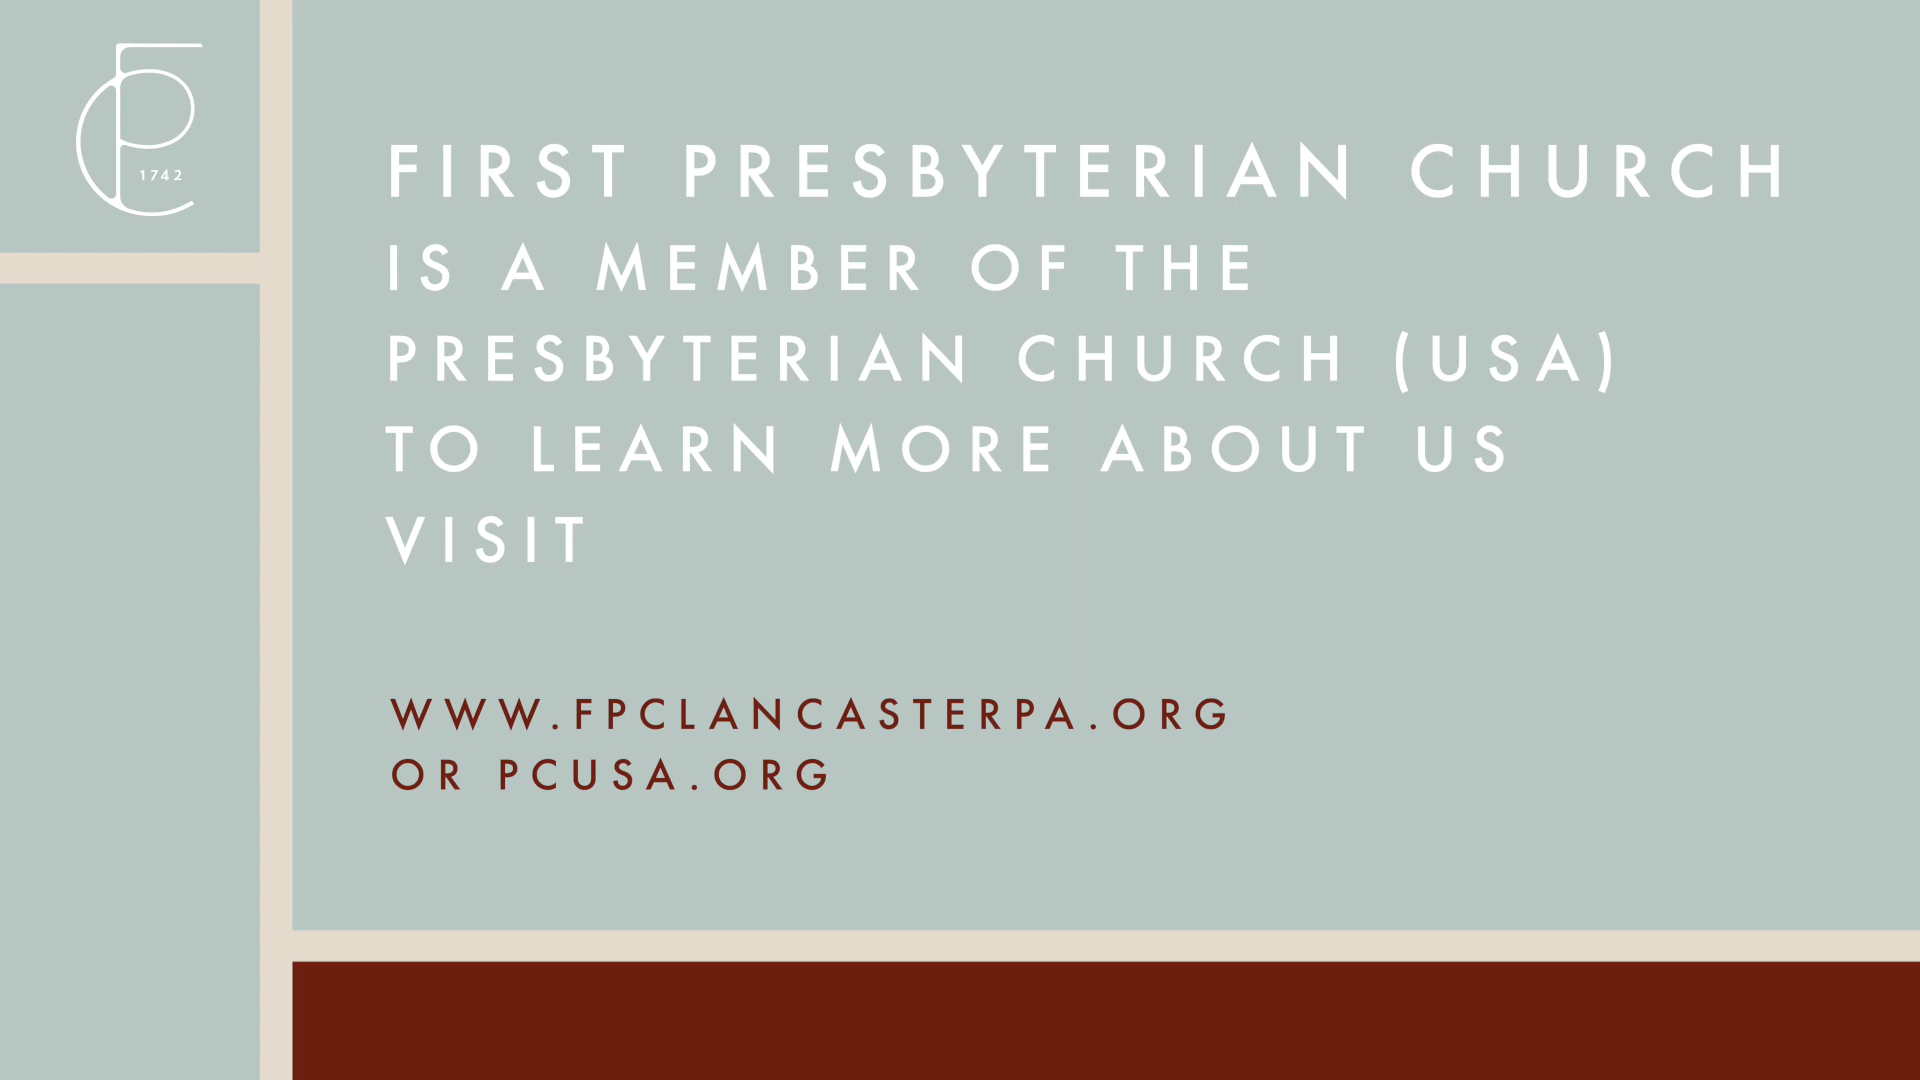 1742
FIRST PRESBYTERIAN CHURCH
IS A MEMBER OF THE
PRESBYTERIAN CHURCH (USA)
TO LEARN MORE ABOUT US
VISIT
WWW.FPCLANCASTERPA.ORG
OR PCUSA.ORG